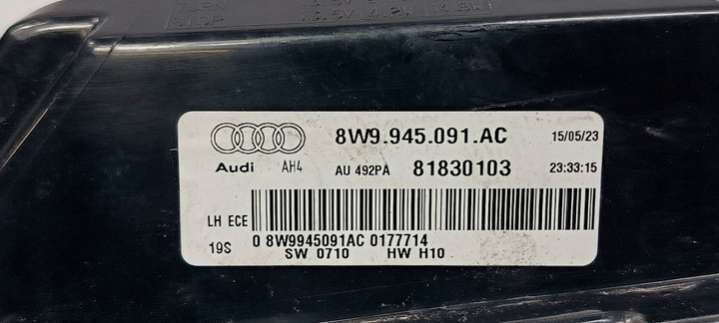 8W9.945.091.AC 15/05/23
Audi AH4 AU 492PA 81830103 23:33:15
LH ECE
19S 0 8W9945091AC 0177714
SW 0710 HW H10